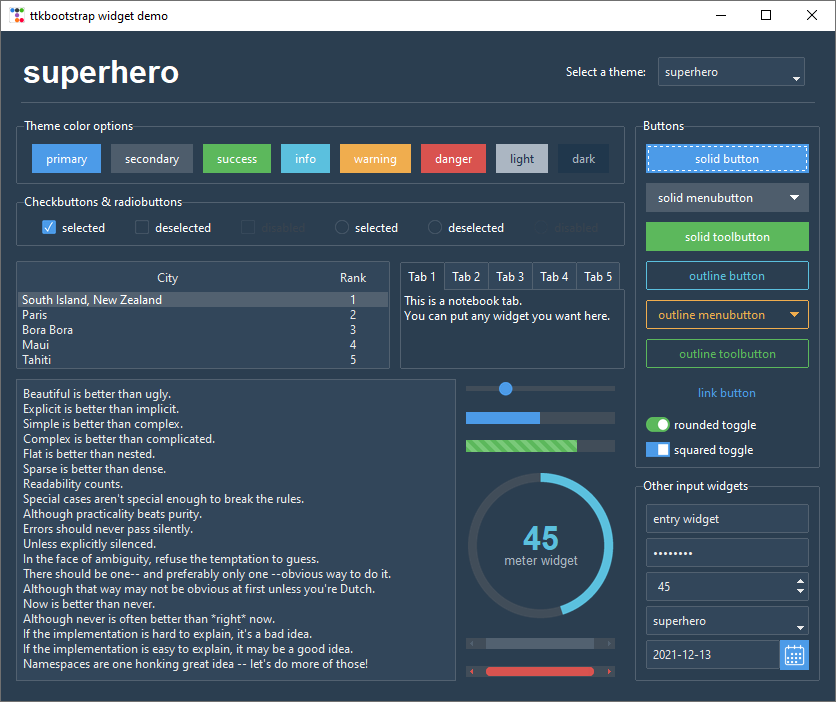 ttkbootstrap widget demo
superhero
Select a theme: superhero
Theme color options
primary secondary success info warning danger light dark
Checkbuttons & radiobuttons
selected deselected disabled selected deselected disabled
City Rank
South Island, New Zealand 1
Paris 2
Bora Bora 3
Maui 4
Tahiti 5
Tab 1 Tab 2 Tab 3 Tab 4 Tab 5
This is a notebook tab.
You can put any widget you want here.
Beautiful is better than ugly.
Explicit is better than implicit.
Simple is better than complex.
Complex is better than complicated.
Flat is better than nested.
Sparse is better than dense.
Readability counts.
Special cases aren't special enough to break the rules.
Although practicality beats purity.
Errors should never pass silently.
Unless explicitly silenced.
In the face of ambiguity, refuse the temptation to guess.
There should be one-- and preferably only one --obvious way to do it.
Although that way may not be obvious at first unless you're Dutch.
Now is better than never.
Although never is often better than *right* now.
If the implementation is hard to explain, it's a bad idea.
If the implementation is easy to explain, it may be a good idea.
Namespaces are one honking great idea -- let's do more of those!
45
meter widget
Buttons
solid button
solid menubutton
solid toolbutton
outline button
outline menubutton
outline toolbutton
link button
rounded toggle
squared toggle
Other input widgets
entry widget
••••••••
45
superhero
2021-12-13